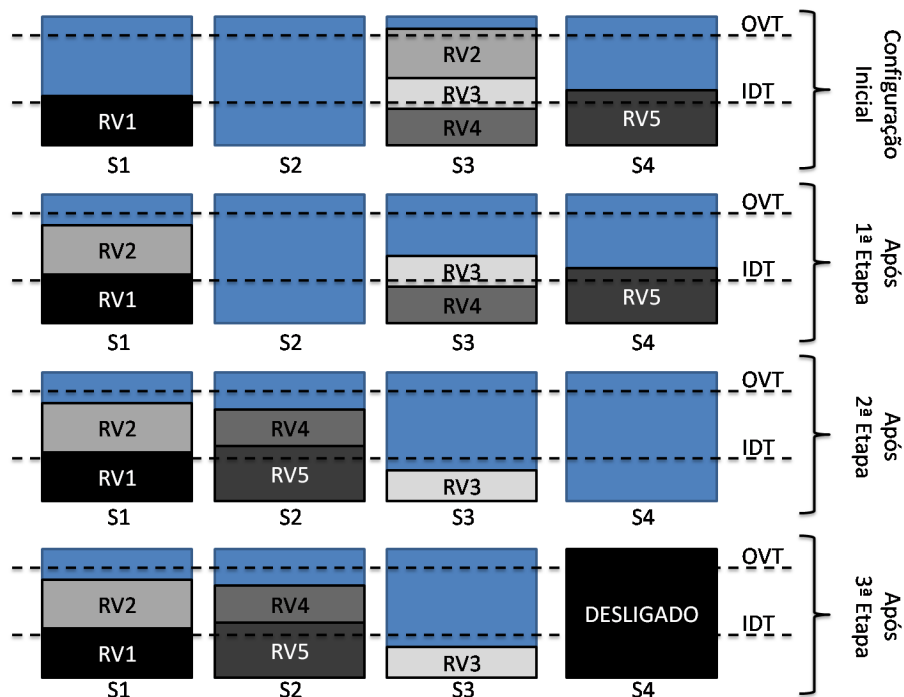 OVT
RV2
Configuração
Inicial
RV3
IDT
RV1
RV4
RV5
S1
S2
S3
S4
OVT
RV2
Após
1ª Etapa
RV3
IDT
RV1
RV4
RV5
S1
S2
S3
S4
OVT
RV2
RV4
Após
2ª Etapa
IDT
RV1
RV5
RV3
S1
S2
S3
S4
OVT
RV2
RV4
DESLIGADO
Após
3ª Etapa
IDT
RV1
RV5
RV3
S1
S2
S3
S4